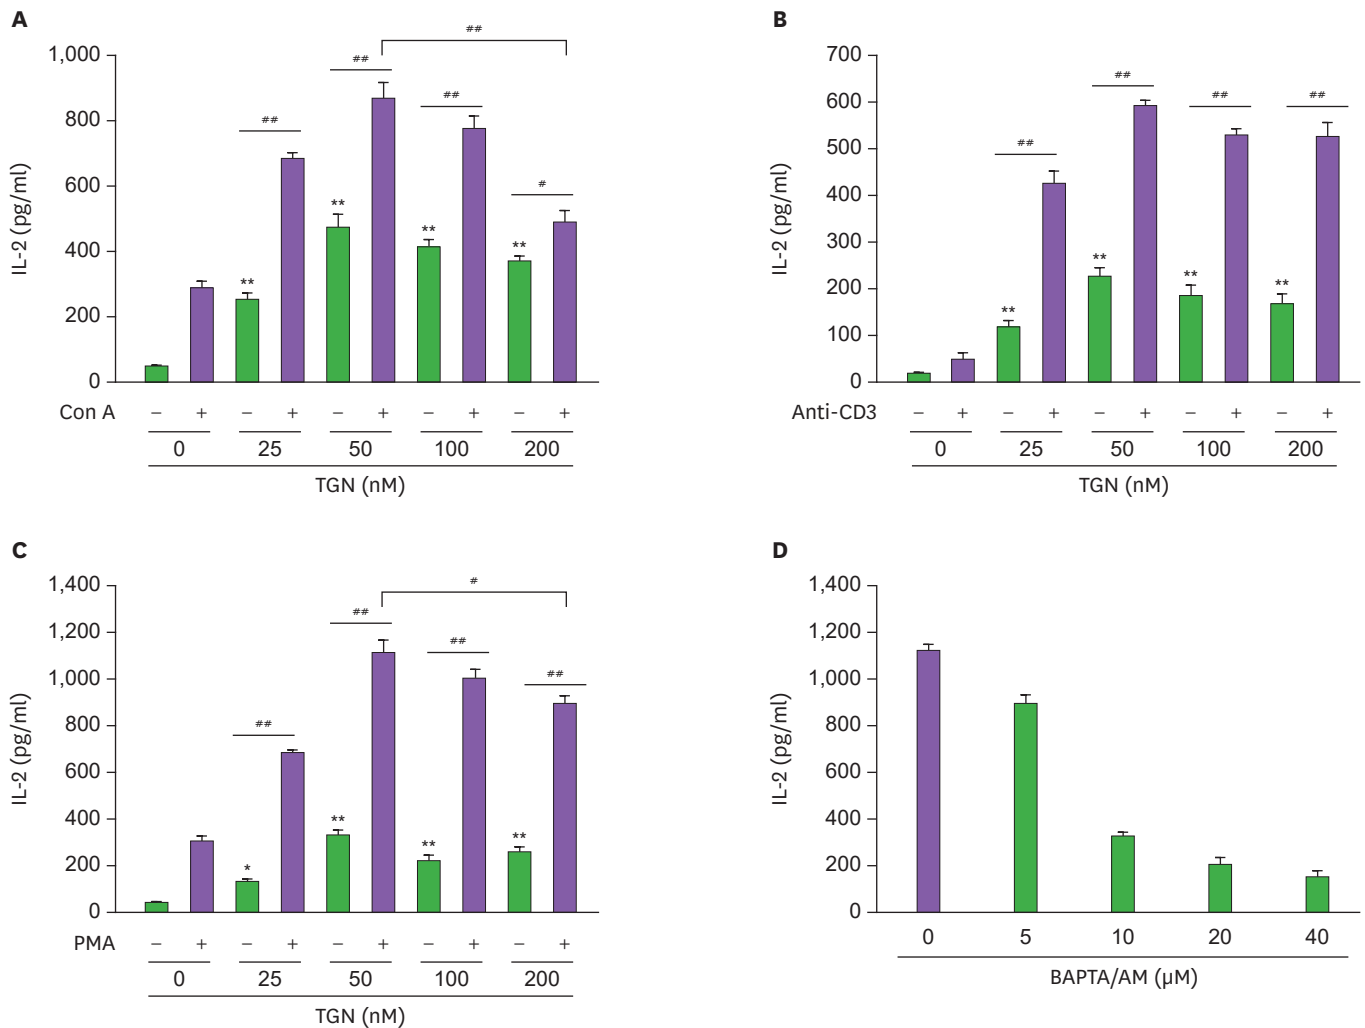 A
##
1,000
##
##
800
##
IL-2 (pg/ml)
600
#
**
**
400
**
**
200
0
Con A − + − + − + − + − +
0 25 50 100 200
TGN (nM)
B
700
##
600
##
##
500
##
IL-2 (pg/ml)
400
300
**
**
**
200
**
100
0
Anti-CD3 − + − + − + − + − +
0 25 50 100 200
TGN (nM)
C
#
1,400
##
1,200
##
1,000
##
##
800
IL-2 (pg/ml)
600
400
**
**
**
*
200
0
PMA − + − + − + − + − +
0 25 50 100 200
TGN (nM)
D
1,400
1,200
1,000
800
IL-2 (pg/ml)
600
400
200
0
0 5 10 20 40
BAPTA/AM (µM)